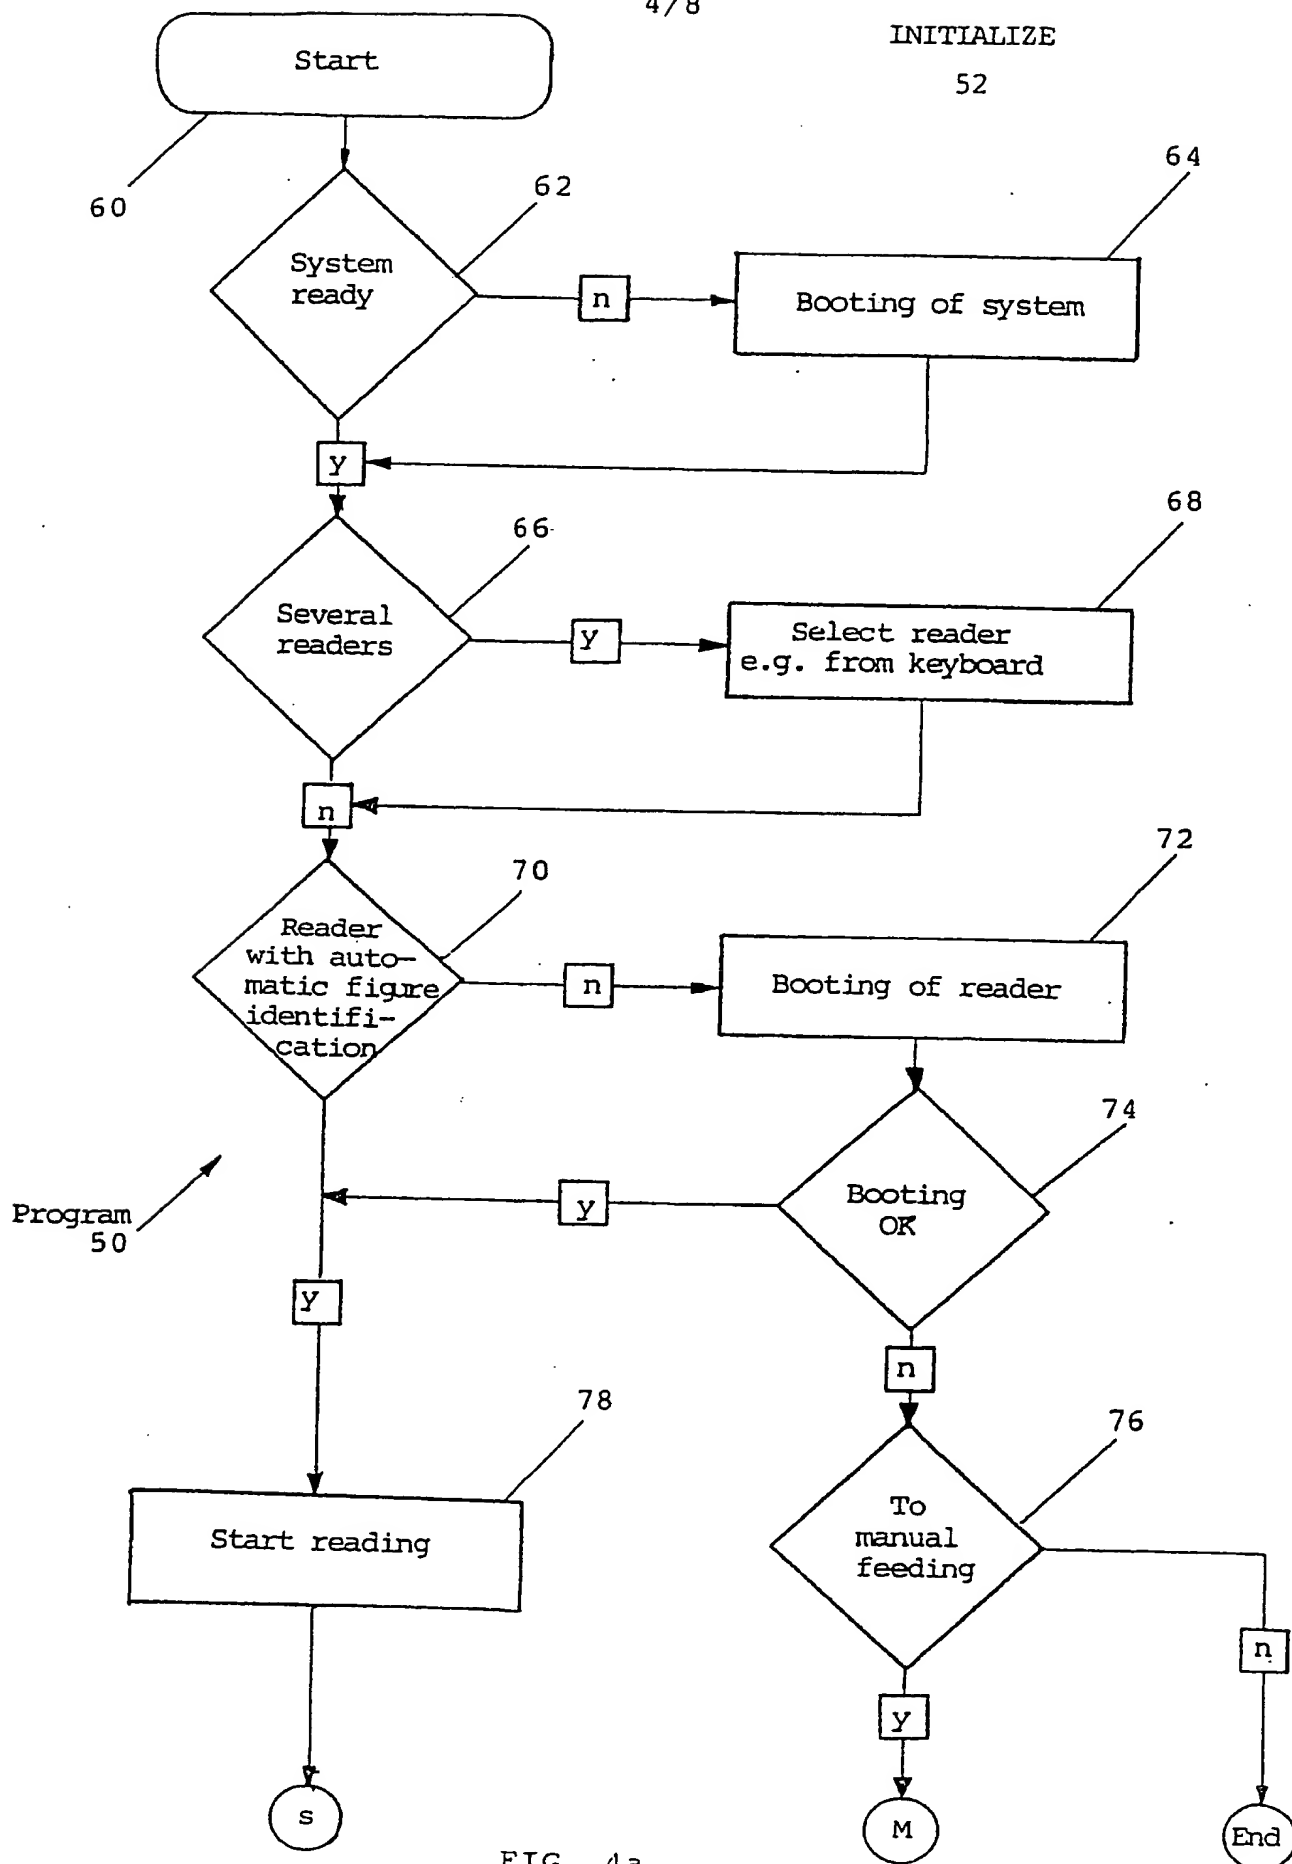 4/8
INITIALIZE
52
Start
60
62
64
System
ready
n
Booting of system
y
66
68
Several
readers
y
Select reader
e.g. from keyboard
n
70
72
Reader
with auto-
matic figure
identifi-
cation
n
Booting of reader
74
Booting
OK
y
Program
50
y
n
78
76
Start reading
To
manual
feeding
n
y
s
M
End
FIG. 4a